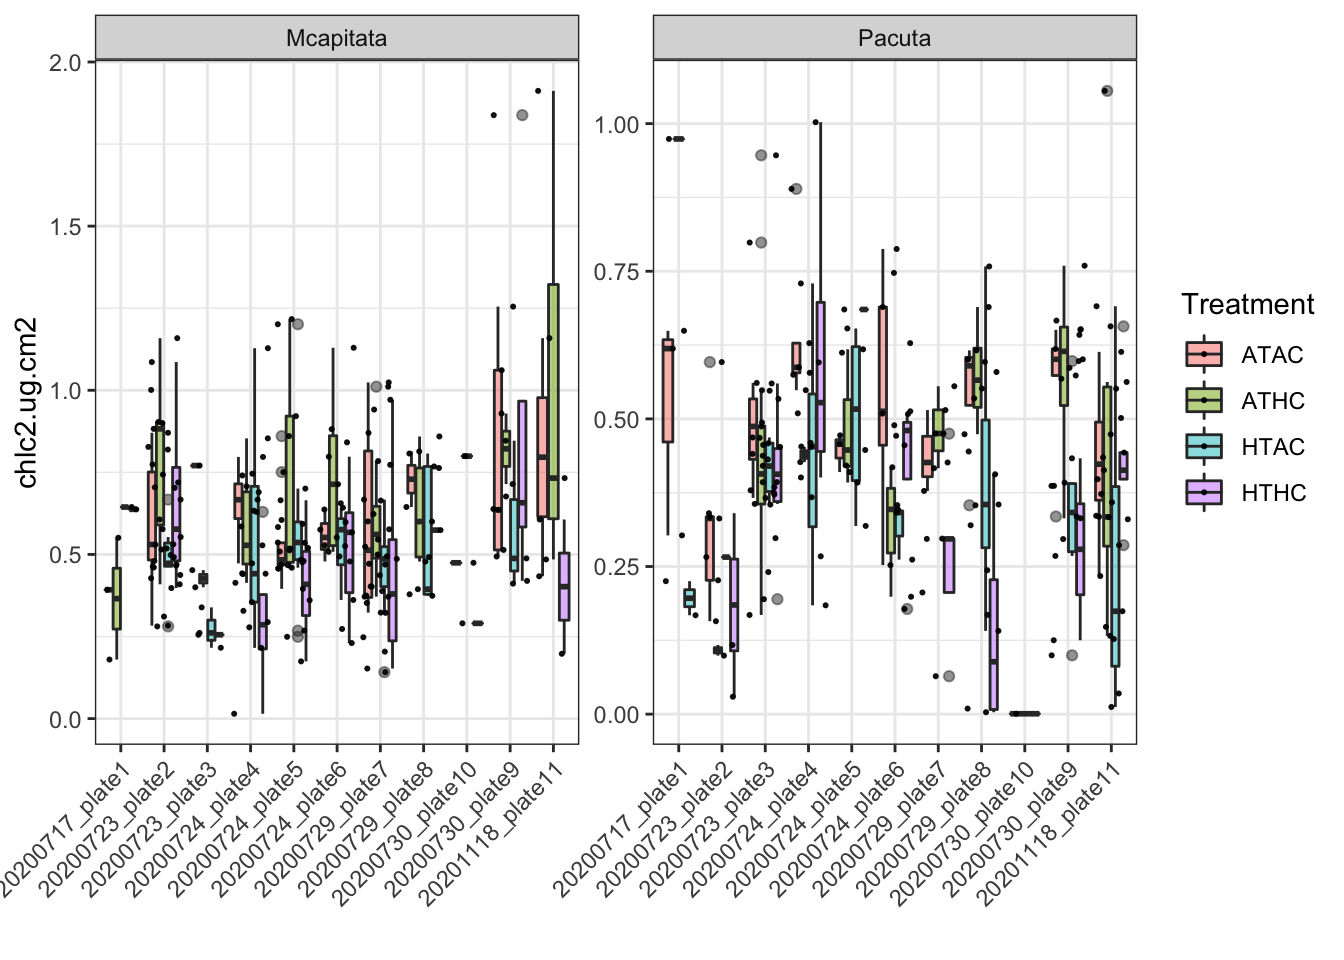 Mcapitata
Pacuta
chlc2.ug.cm2
2.0
1.5
1.0
0.5
0.0
1.00
0.75
0.50
0.25
0.00
20200717_plate1
20200723_plate2
20200723_plate3
20200724_plate4
20200724_plate5
20200724_plate6
20200729_plate7
20200729_plate8
20200730_plate10
20200730_plate9
20201118_plate11
20200717_plate1
20200723_plate2
20200723_plate3
20200724_plate4
20200724_plate5
20200724_plate6
20200729_plate7
20200729_plate8
20200730_plate10
20200730_plate9
20201118_plate11
Treatment
ATAC
ATHC
HTAC
HTHC